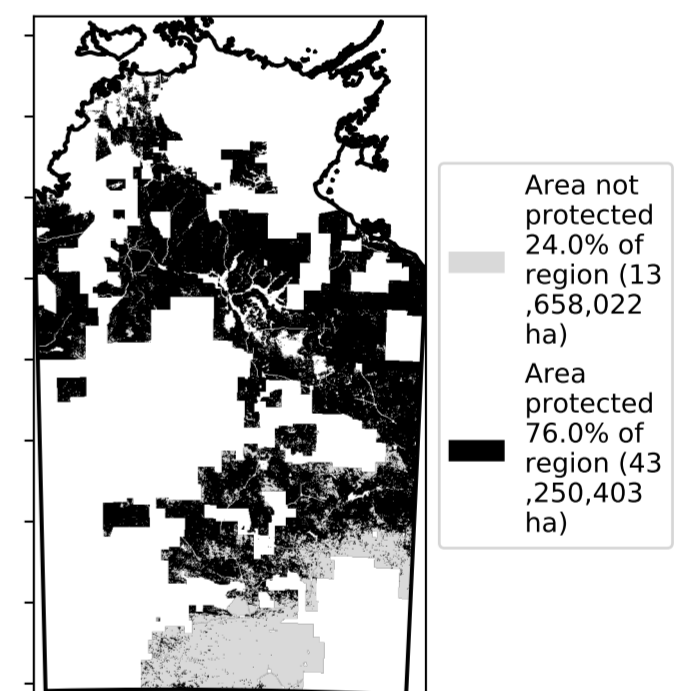 Area not
protected
24.0% of
region (13
,658,022
ha)
Area
protected
76.0% of
region (43
,250,403
ha)